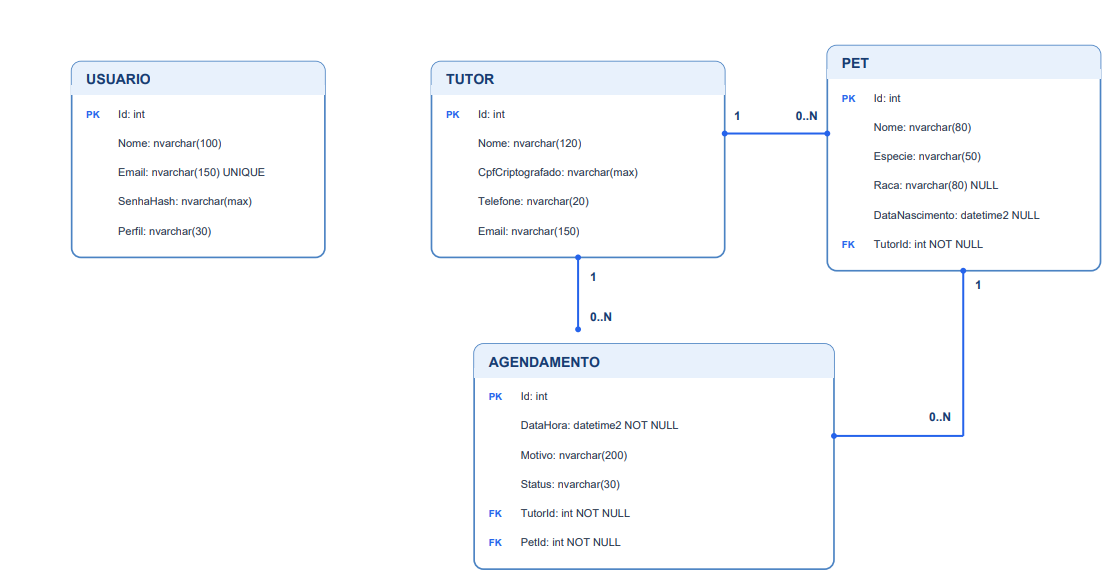 USUARIO
PK Id: int
Nome: nvarchar(100)
Email: nvarchar(150) UNIQUE
SenhaHash: nvarchar(max)
Perfil: nvarchar(30)
TUTOR
PK Id: int
Nome: nvarchar(120)
CpfCriptografado: nvarchar(max)
Telefone: nvarchar(20)
Email: nvarchar(150)
1 0..N
PET
PK Id: int
Nome: nvarchar(80)
Especie: nvarchar(50)
Raca: nvarchar(80) NULL
DataNascimento: datetime2 NULL
FK TutorId: int NOT NULL
1
0..N
1
0..N
AGENDAMENTO
PK Id: int
DataHora: datetime2 NOT NULL
Motivo: nvarchar(200)
Status: nvarchar(30)
FK TutorId: int NOT NULL
FK PetId: int NOT NULL